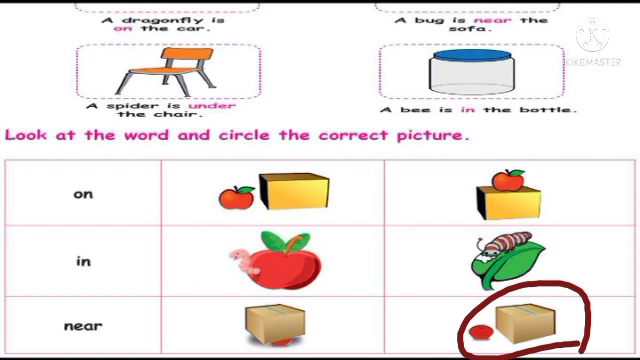 A dragonfly is
on the car.
A bug is near the
sofa.
KINEMASTER
A spider is under
the chair.
A bee is in the bottle.
Look at the word and circle the correct picture.
on
in
near